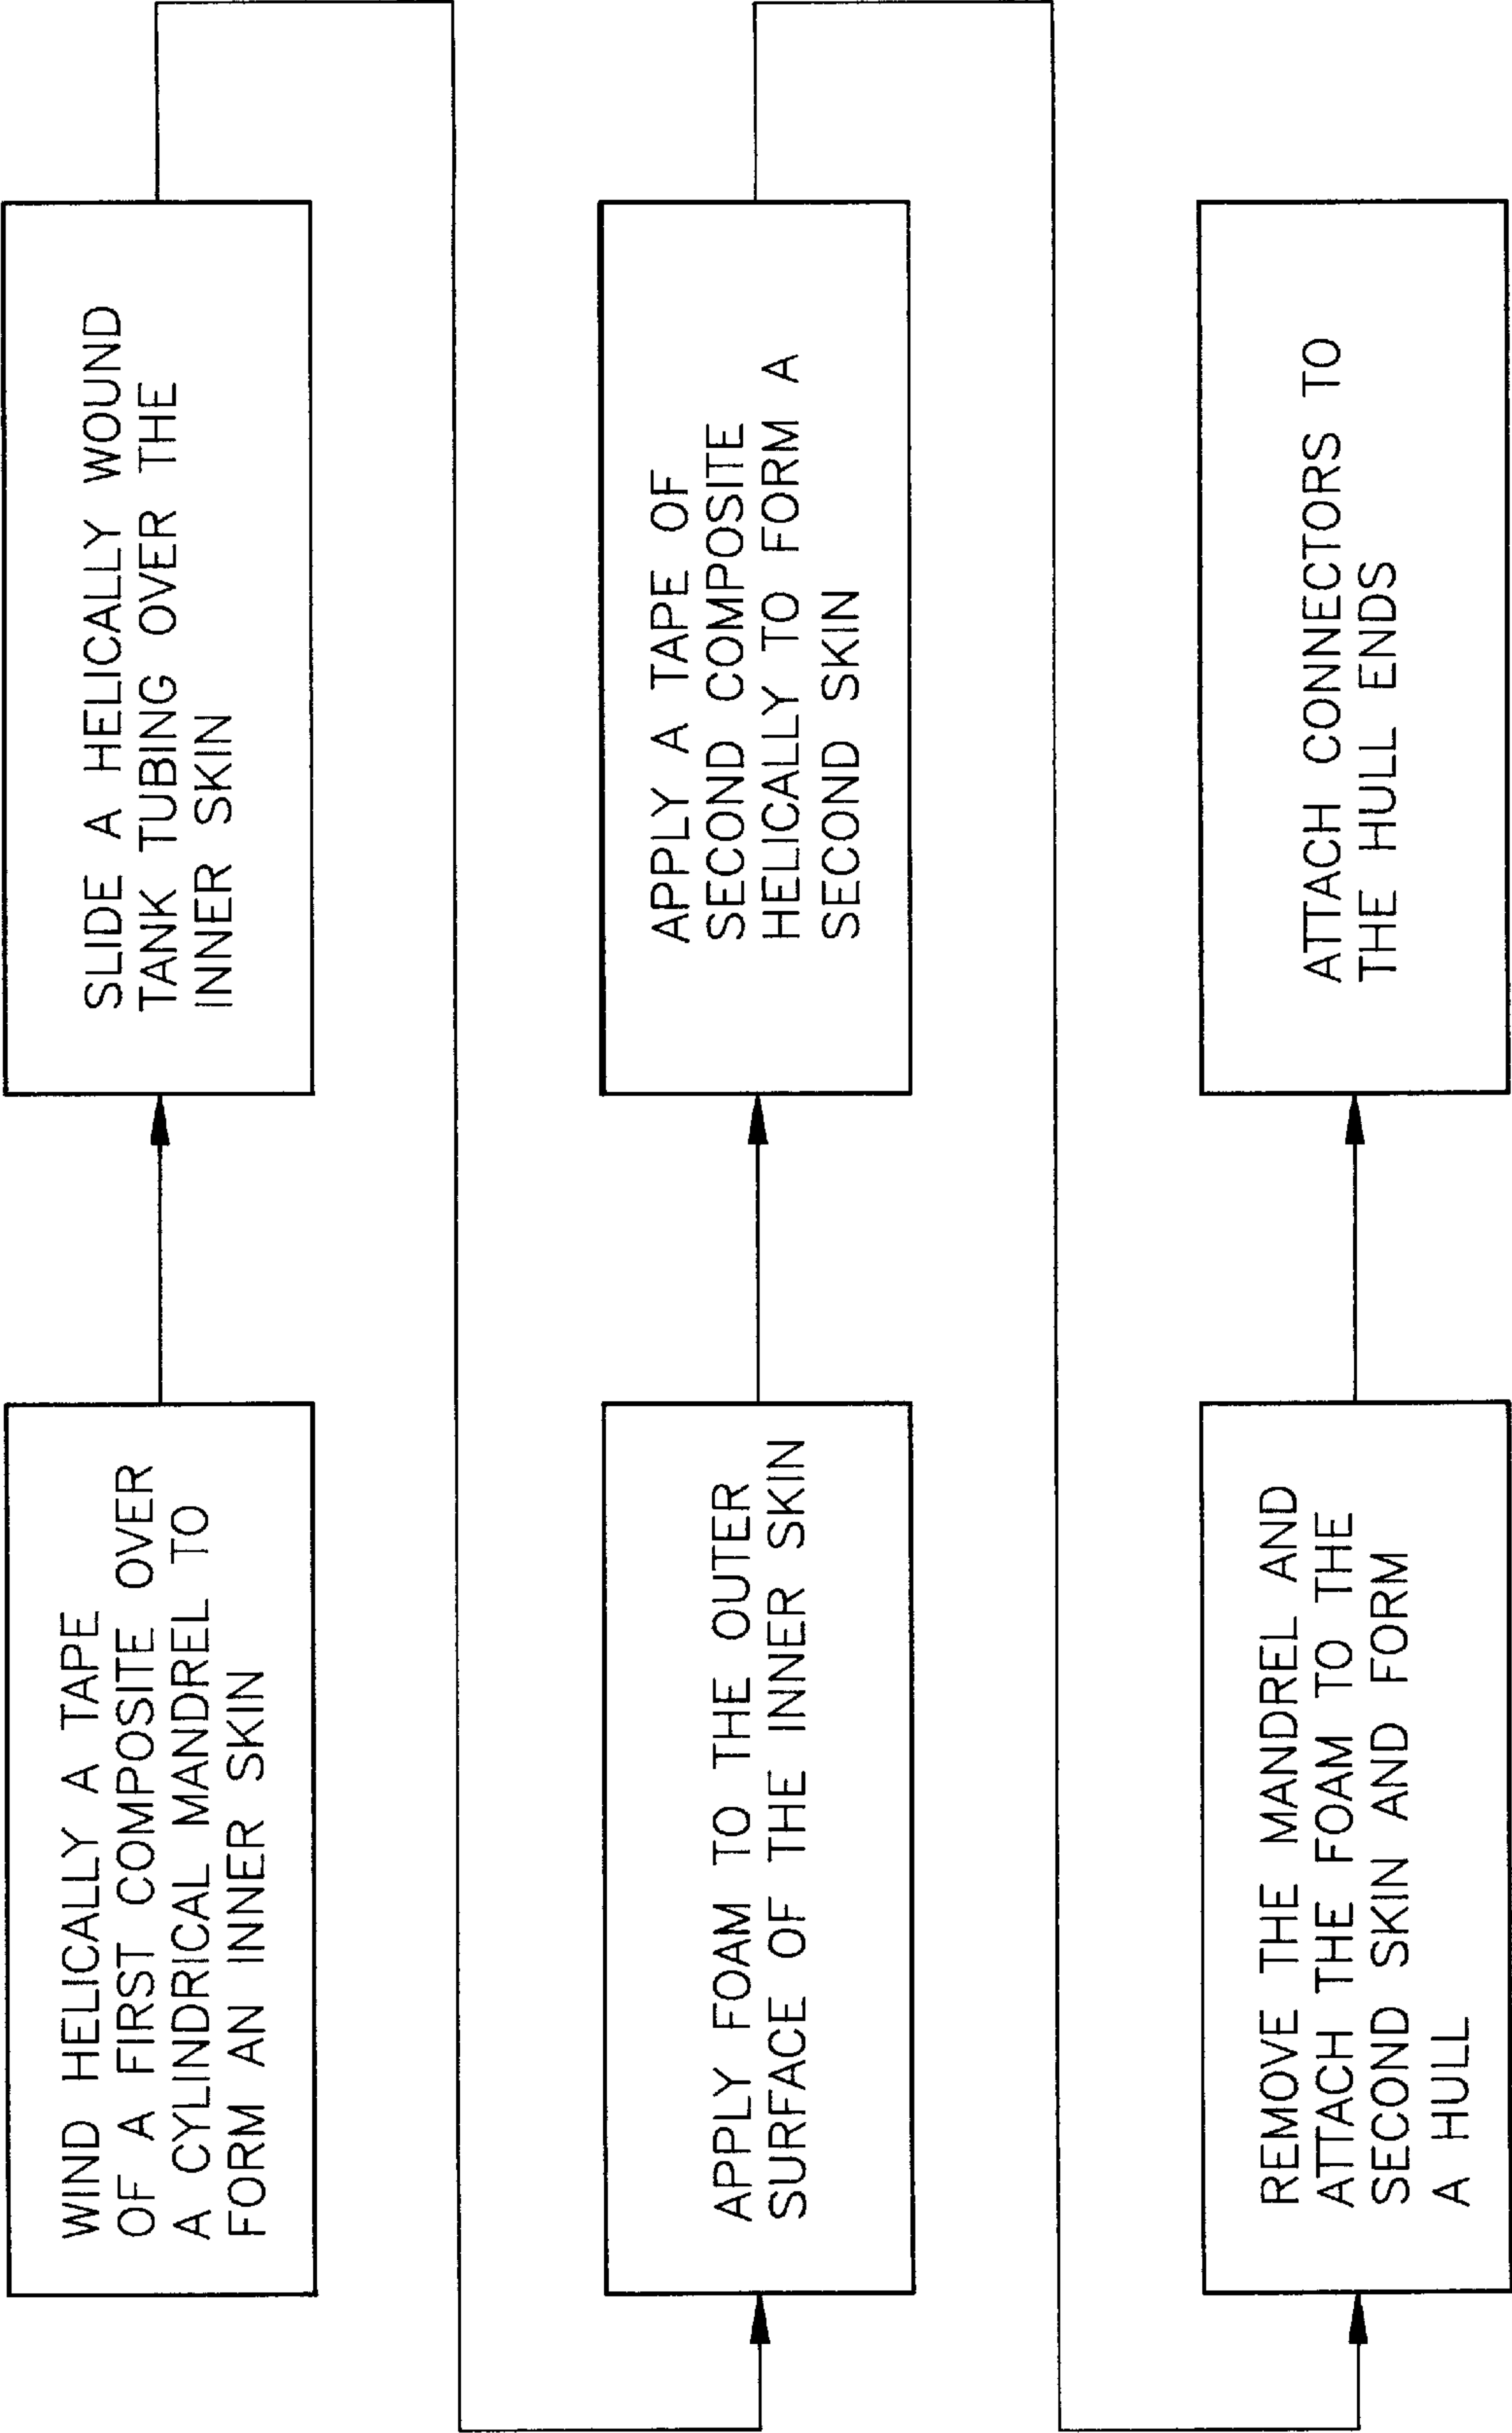 WIND HELICALLY A TAPE
OF A FIRST COMPOSITE OVER
A CYLINDRICAL MANDREL TO
FORM AN INNER SKIN
SLIDE A HELICALLY WOUND
TANK TUBING OVER THE
INNER SKIN
APPLY FOAM TO THE OUTER
SURFACE OF THE INNER SKIN
APPLY A TAPE OF
SECOND COMPOSITE
HELICALLY TO FORM A
SECOND SKIN
REMOVE THE MANDREL AND
ATTACH THE FOAM TO THE
SECOND SKIN AND FORM
A HULL
ATTACH CONNECTORS TO
THE HULL ENDS